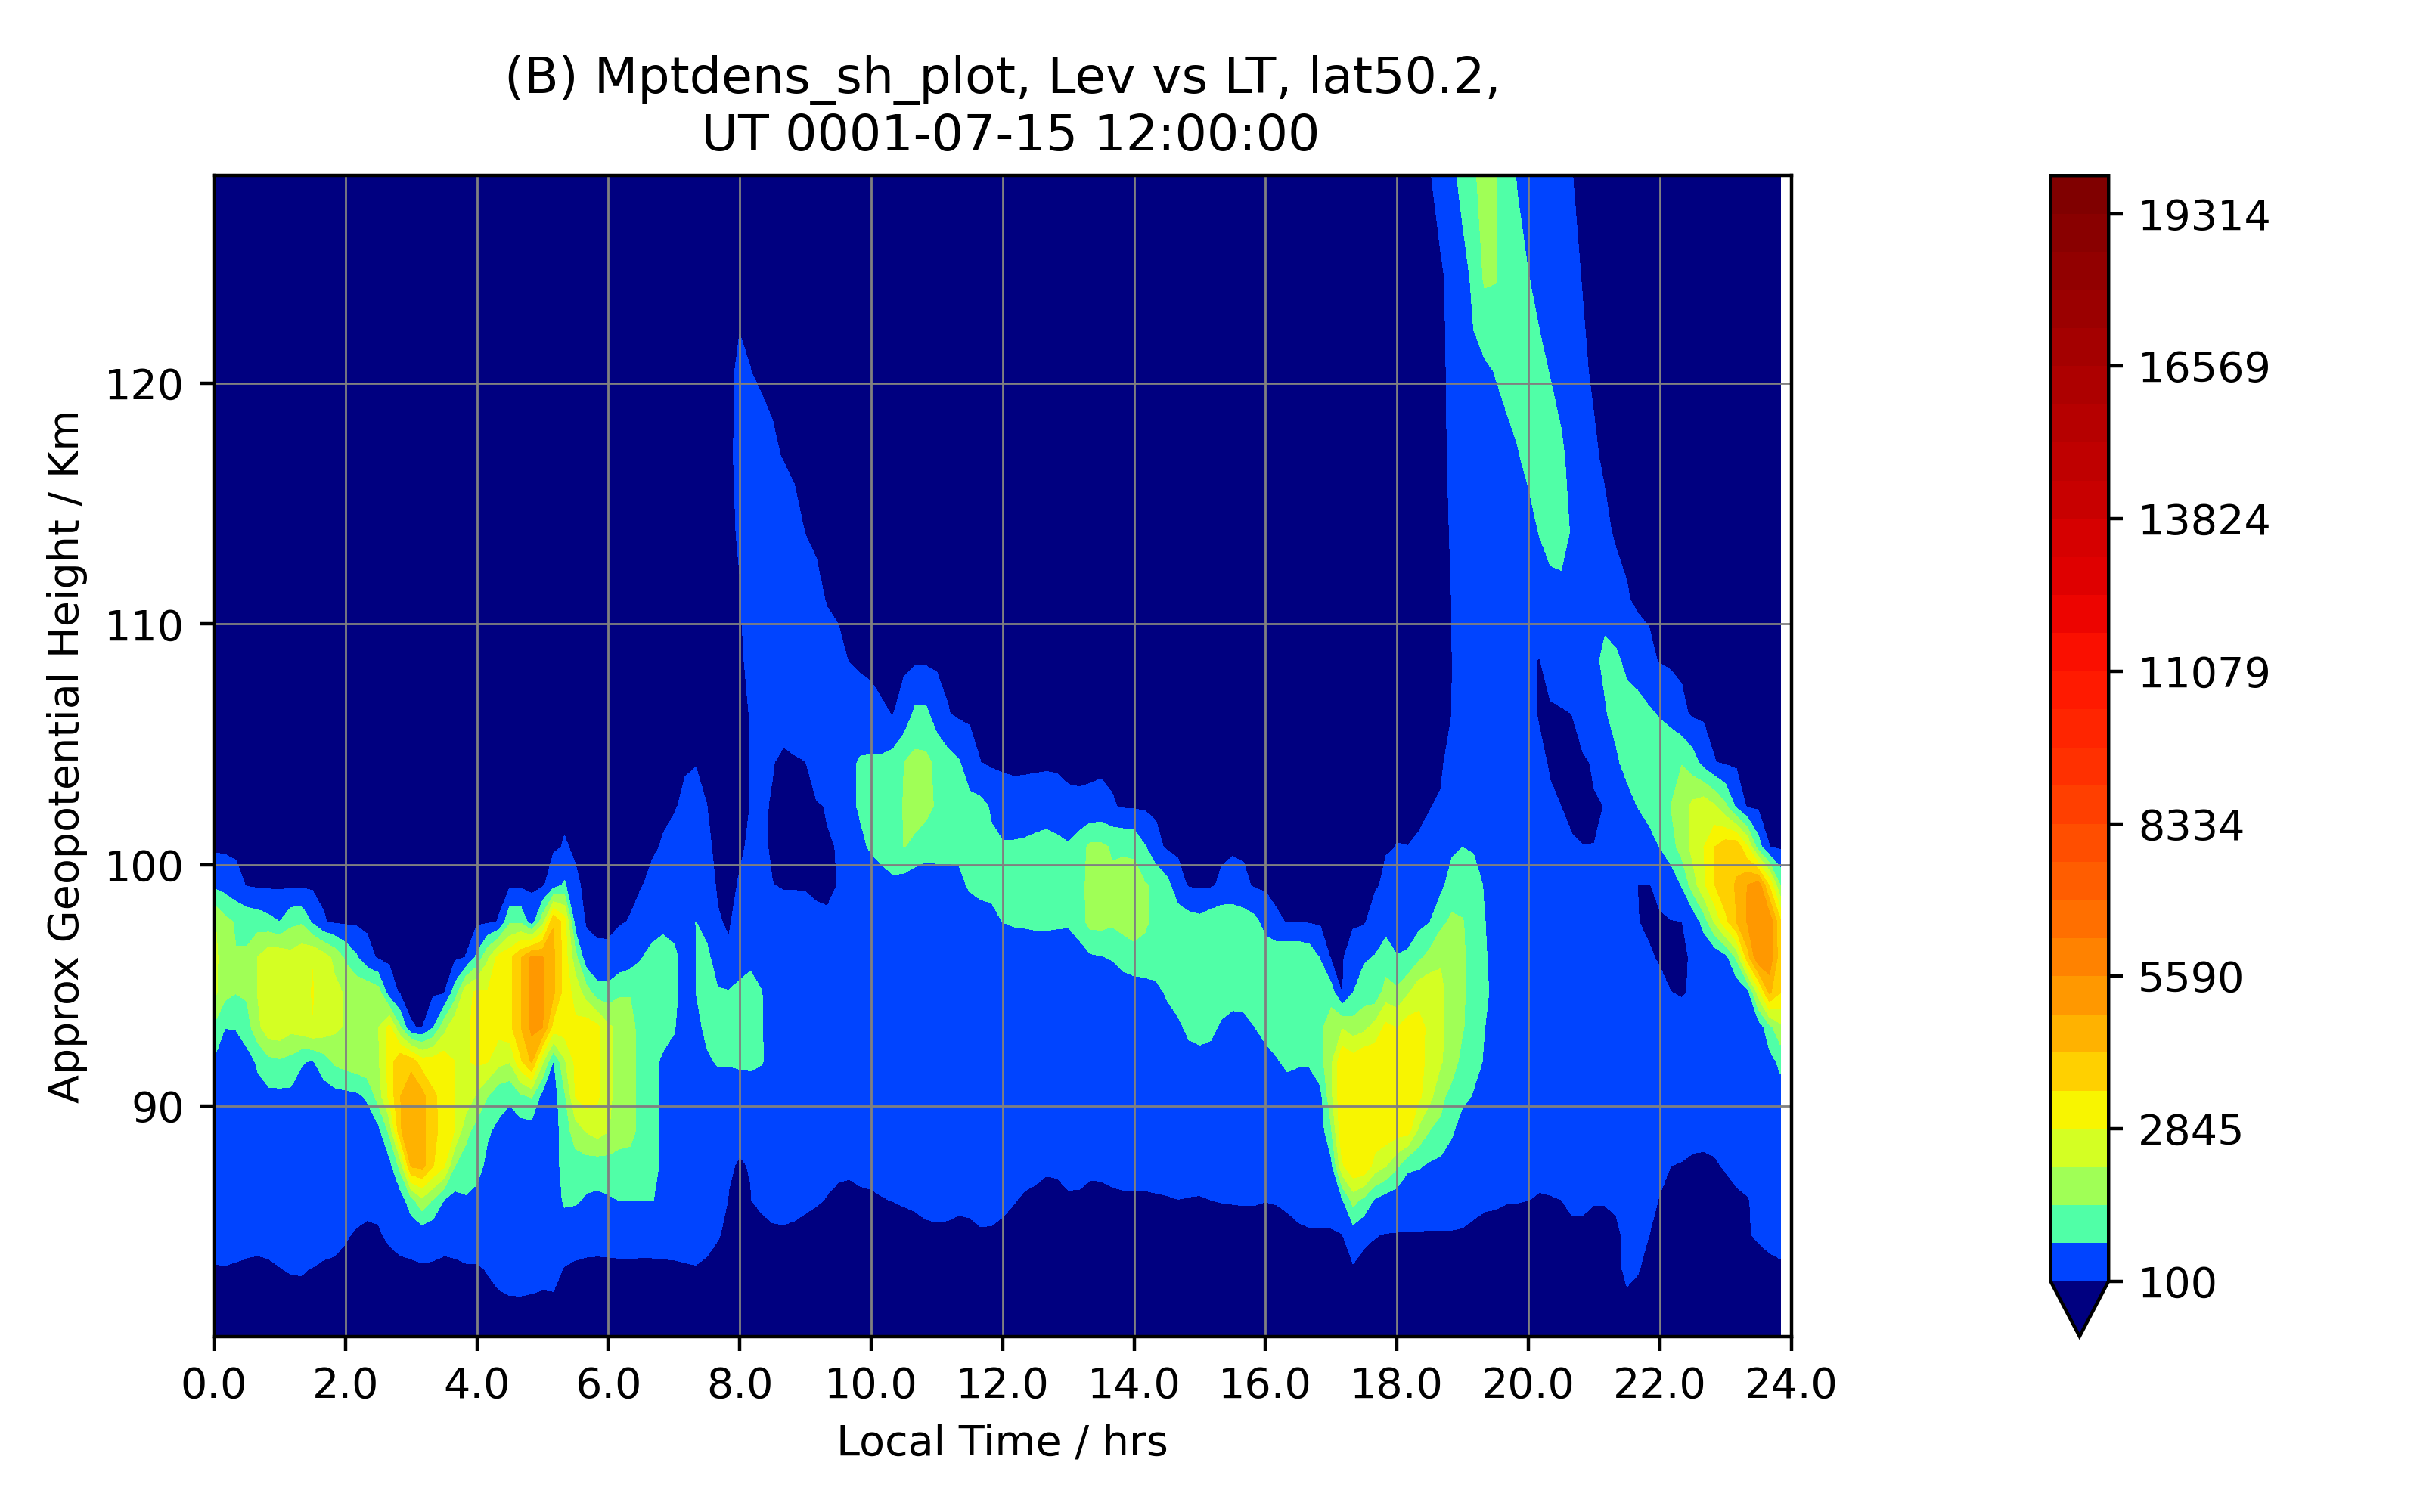 (B) Mptdens_sh_plot, Lev vs LT, lat50.2,
UT 0001-07-15 12:00:00
Approx Geopotential Height / Km
120
110
100
90
0.0 2.0 4.0 6.0 8.0 10.0 12.0 14.0 16.0 18.0 20.0 22.0 24.0
Local Time / hrs
19314
16569
13824
11079
8334
5590
2845
100